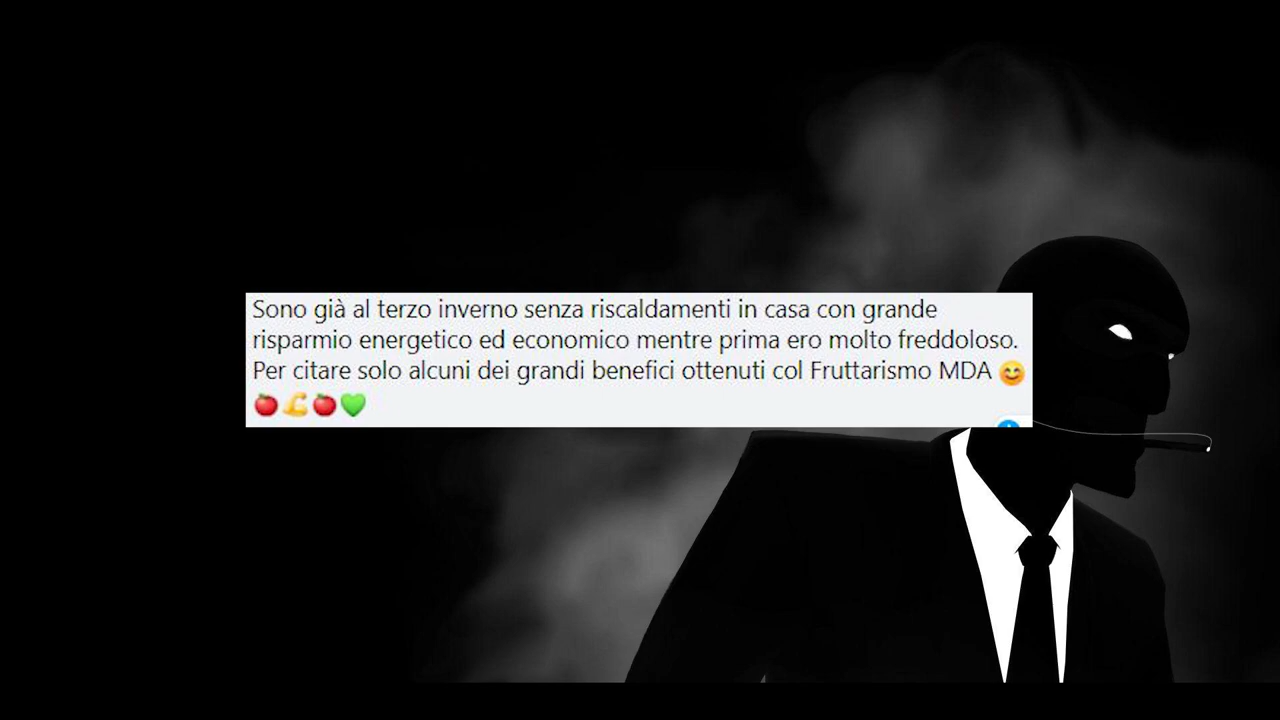 Sono già al terzo inverno senza riscaldamenti in casa con grande
risparmio energetico ed economico mentre prima ero molto freddoloso.
Per citare solo alcuni dei grandi benefici ottenuti col Fruttarismo MDA 😊
🍎💪🍎💚